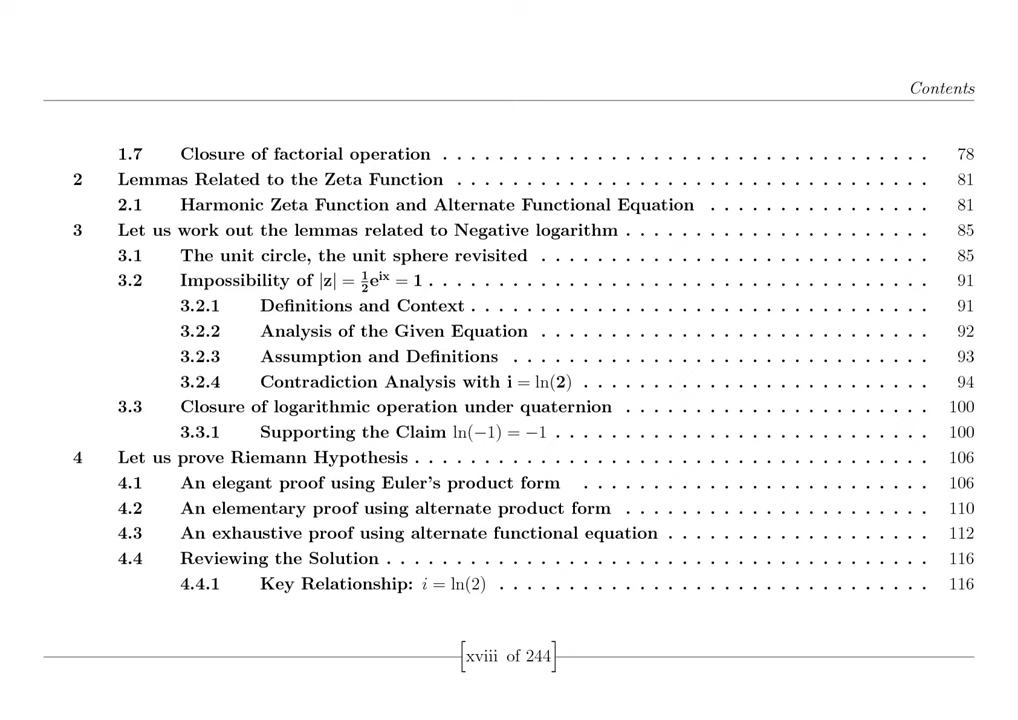 Contents
1.7 Closure of factorial operation . . . . . . . . . . . . . . . . . . . . . . . . . . . . . . . . . . . 78
2 Lemmas Related to the Zeta Function . . . . . . . . . . . . . . . . . . . . . . . . . . . . . . . . . . 81
2.1 Harmonic Zeta Function and Alternate Functional Equation . . . . . . . . . . . . . . . . 81
3 Let us work out the lemmas related to Negative logarithm . . . . . . . . . . . . . . . . . . . . . . 85
3.1 The unit circle, the unit sphere revisited . . . . . . . . . . . . . . . . . . . . . . . . . . . . 85
3.2 Impossibility of |z| = ½eⁱˣ = 1 . . . . . . . . . . . . . . . . . . . . . . . . . . . . . . . . . . . . 91
3.2.1 Definitions and Context . . . . . . . . . . . . . . . . . . . . . . . . . . . . . . . . . 91
3.2.2 Analysis of the Given Equation . . . . . . . . . . . . . . . . . . . . . . . . . . . . 92
3.2.3 Assumption and Definitions . . . . . . . . . . . . . . . . . . . . . . . . . . . . . . 93
3.2.4 Contradiction Analysis with i = ln(2) . . . . . . . . . . . . . . . . . . . . . . . . . 94
3.3 Closure of logarithmic operation under quaternion . . . . . . . . . . . . . . . . . . . . . . 100
3.3.1 Supporting the Claim ln(−1) = −1 . . . . . . . . . . . . . . . . . . . . . . . . . . . 100
4 Let us prove Riemann Hypothesis . . . . . . . . . . . . . . . . . . . . . . . . . . . . . . . . . . . . . 106
4.1 An elegant proof using Euler's product form . . . . . . . . . . . . . . . . . . . . . . . . . 106
4.2 An elementary proof using alternate product form . . . . . . . . . . . . . . . . . . . . . . 110
4.3 An exhaustive proof using alternate functional equation . . . . . . . . . . . . . . . . . . . 112
4.4 Reviewing the Solution . . . . . . . . . . . . . . . . . . . . . . . . . . . . . . . . . . . . . . . 116
4.4.1 Key Relationship: i = ln(2) . . . . . . . . . . . . . . . . . . . . . . . . . . . . . . . 116
[xviii of 244]